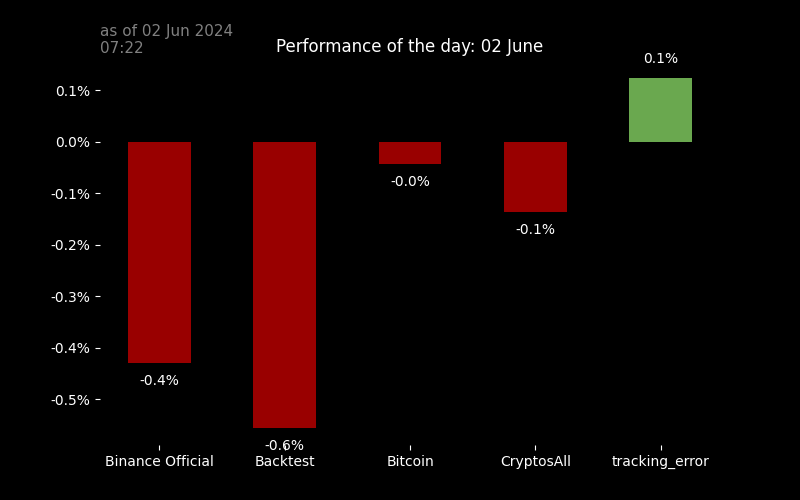 as of 02 Jun 2024
07:22
Performance of the day: 02 June
0.1%
0.1%
0.0%
-0.1%
-0.2%
-0.3%
-0.4%
-0.5%
-0.0%
-0.1%
-0.4%
-0.6%
Binance Official
Backtest
Bitcoin
CryptosAll
tracking_error